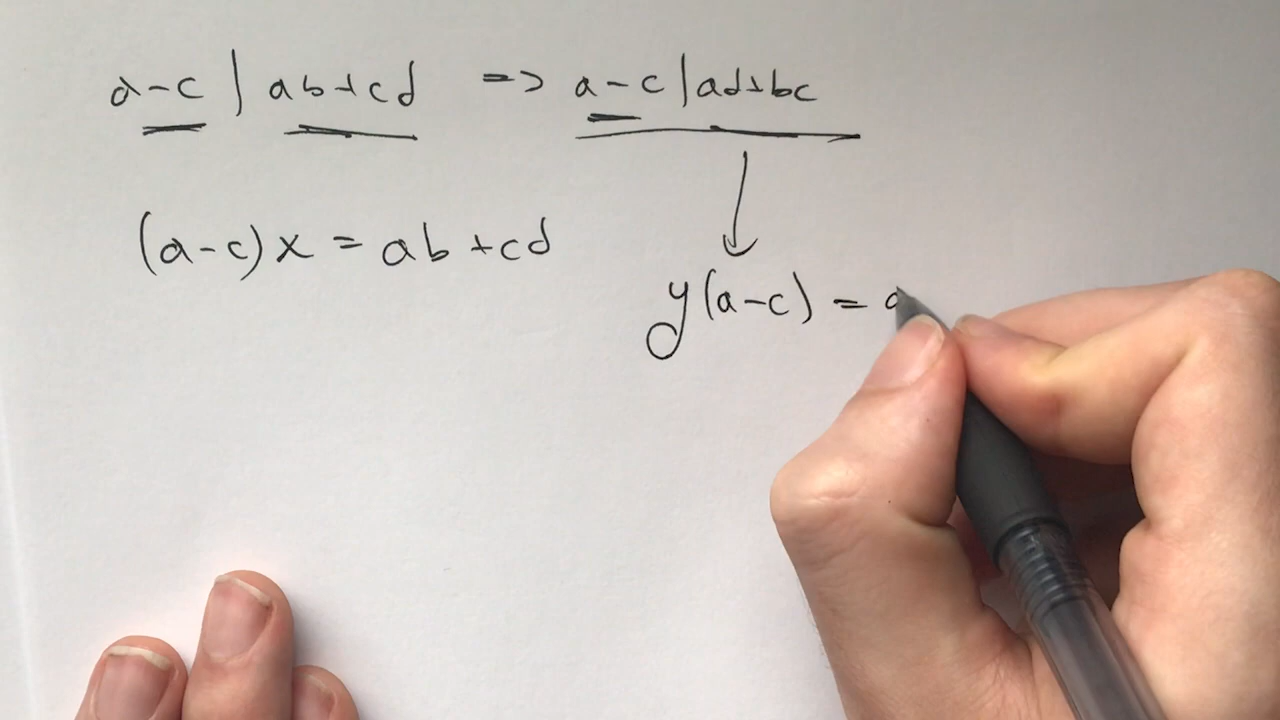 a-c | ab+cd => a-c | ad+bc
(a-c)x = ab+cd
y(a-c) = a